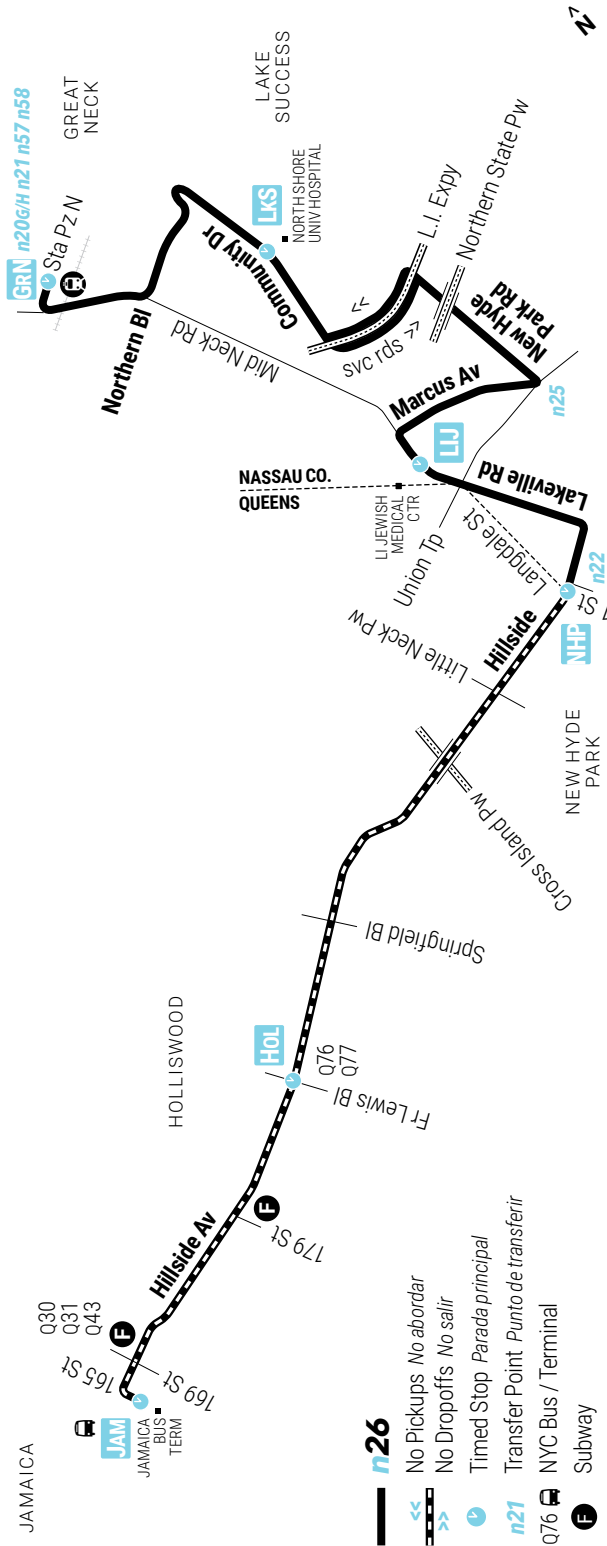 JAMAICA
JAM
JAMAICA
BUS
TERM
165 St
169 St
Q30
Q31
Q43
F
Hillside Av
179 St
F
HOLLISWOOD
HOL
Fr Lewis Bl
Q76
Q77
Springfield Bl
Cross Island Pw
Little Neck Pw
Hillside
NEW HYDE
PARK
NHP
n22
Langdale St
Union Tp
Lakeville Rd
NASSAU CO.
QUEENS
LI JEWISH
MEDICAL
CTR
LIJ
Marcus Av
n25
New Hyde
Park Rd
Northern State Pw
L.I. Expy
svc rds
<<
>>
Community Dr
LKS
NORTH SHORE
UNIV HOSPITAL
LAKE
SUCCESS
Mid Neck Rd
Northern Bl
GRN n20G/H n21 n57 n58
Sta Pz N
GREAT
NECK
N
n26
<< No Pickups No abordar
>> No Dropoffs No salir
Timed Stop Parada principal
n21 Transfer Point Punto de transferir
Q76 NYC Bus / Terminal
F Subway